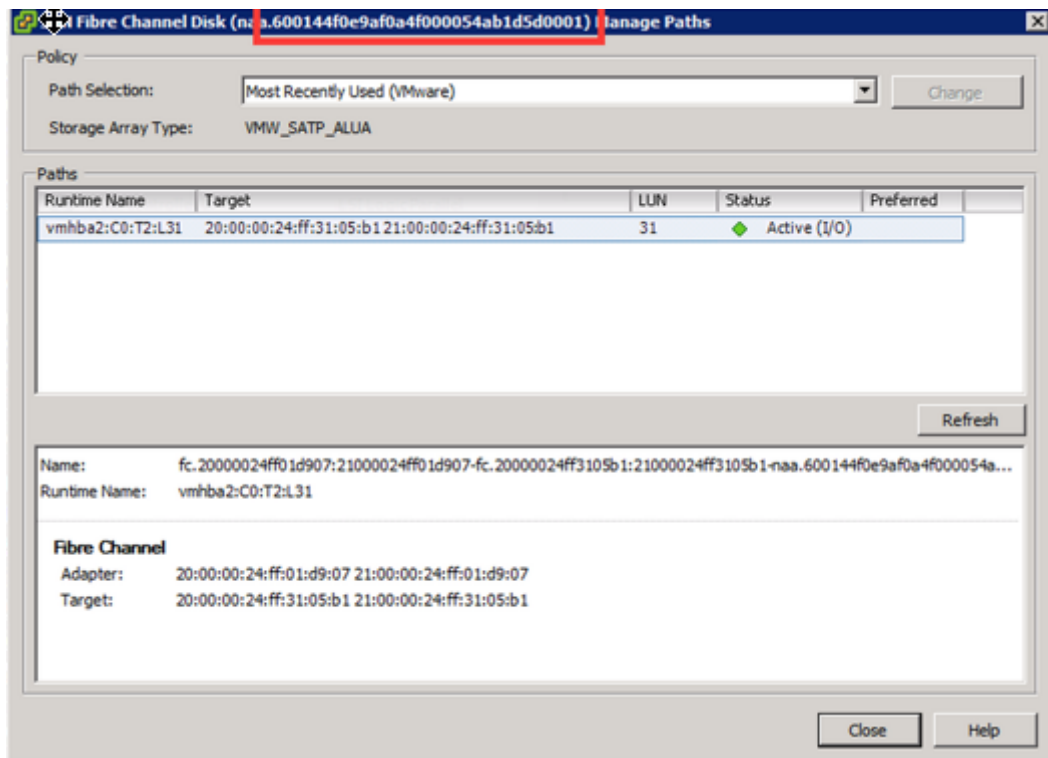 Fibre Channel Disk (naa.600144f0e9af0a4f000054ab1d5d0001) Manage Paths
Policy
Path Selection: Most Recently Used (VMware) Change
Storage Array Type: VMW_SATP_ALUA
Paths
Runtime Name Target LUN Status Preferred
vmhba2:C0:T2:L31 20:00:00:24:ff:31:05:b1 21:00:00:24:ff:31:05:b1 31 Active (I/O)
Refresh
Name: fc.20000024ff01d907:21000024ff01d907-fc.20000024ff3105b1:21000024ff3105b1-naa.600144f0e9af0a4f000054a...
Runtime Name: vmhba2:C0:T2:L31
Fibre Channel
Adapter: 20:00:00:24:ff:01:d9:07 21:00:00:24:ff:01:d9:07
Target: 20:00:00:24:ff:31:05:b1 21:00:00:24:ff:31:05:b1
Close Help